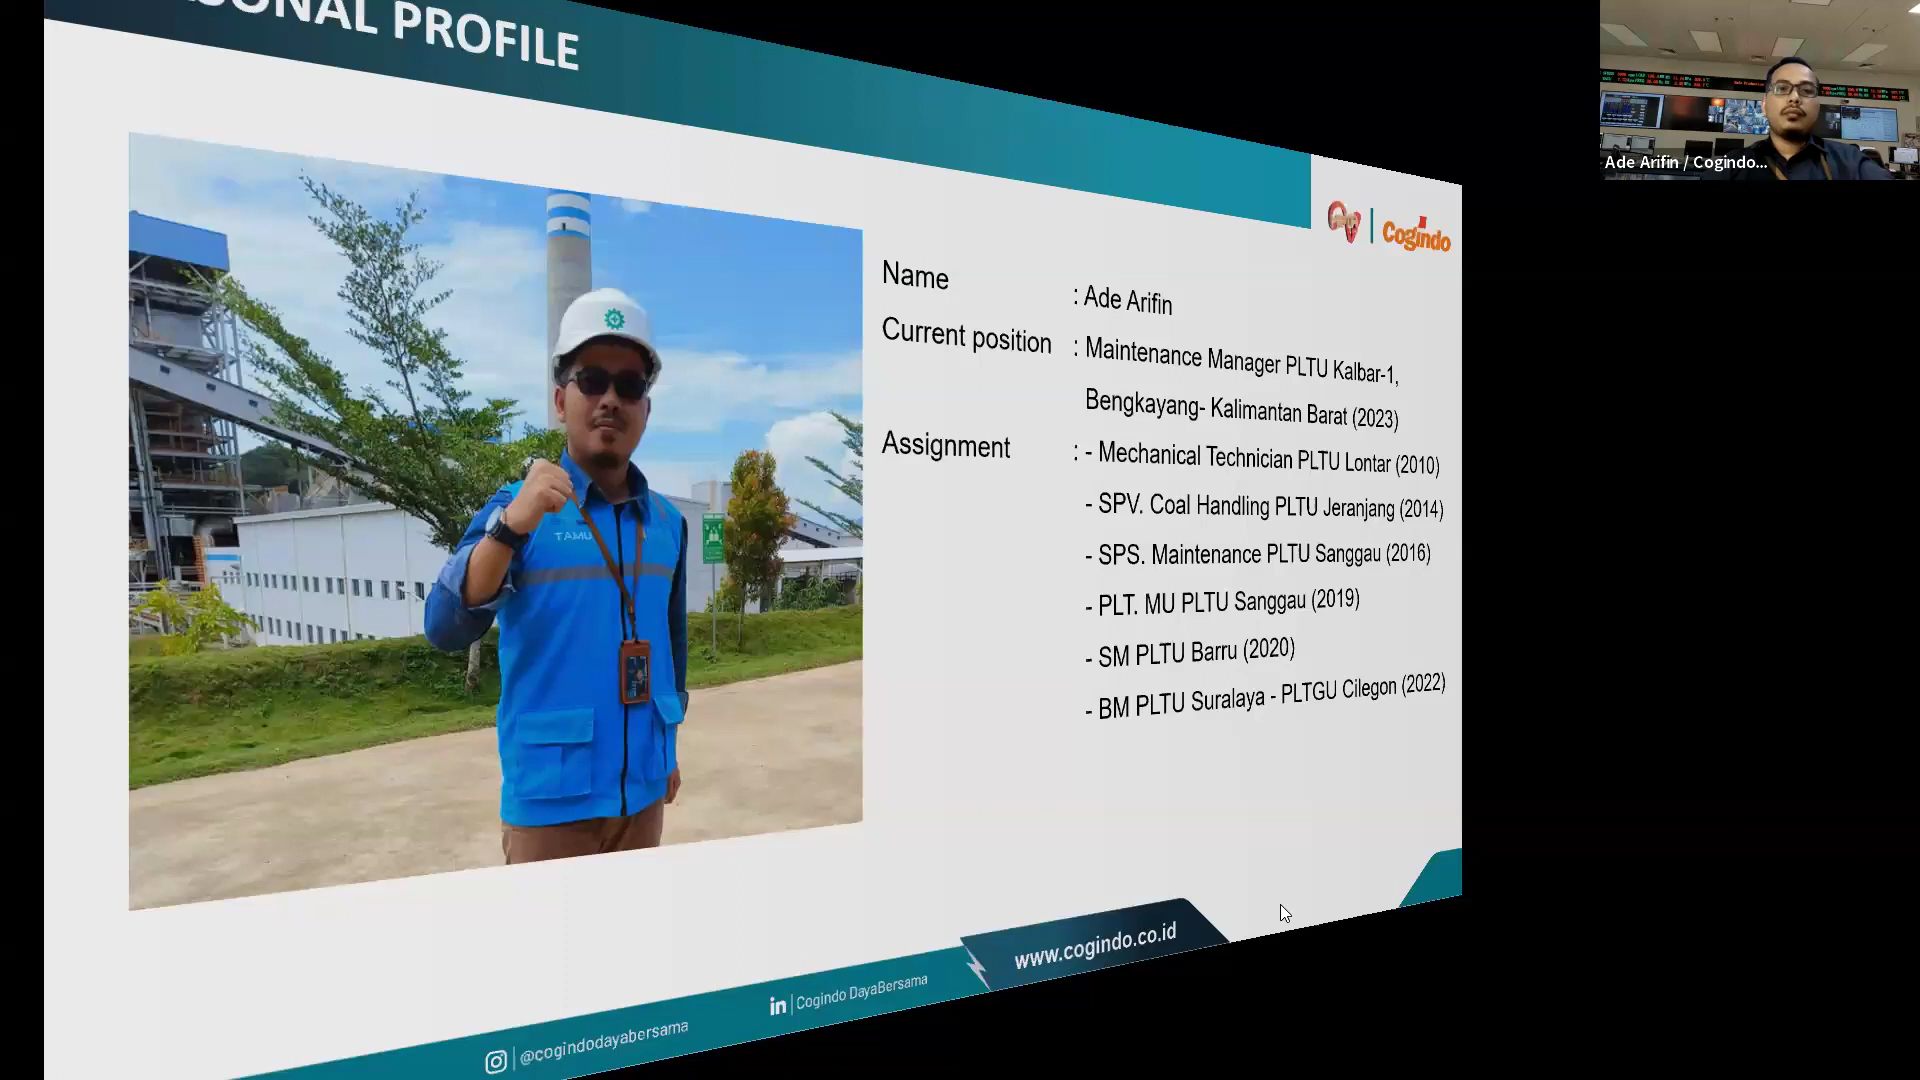 SONAL PROFILE
Ade Arifin / Cogindo...
Cogindo
Name : Ade Arifin
Current position : Maintenance Manager PLTU Kalbar-1,
Bengkayang- Kalimantan Barat (2023)
Assignment : - Mechanical Technician PLTU Lontar (2010)
- SPV. Coal Handling PLTU Jeranjang (2014)
- SPS. Maintenance PLTU Sanggau (2016)
- PLT. MU PLTU Sanggau (2019)
- SM PLTU Barru (2020)
- BM PLTU Suralaya - PLTGU Cilegon (2022)
TAMU
www.cogindo.co.id
in | Cogindo DayaBersama
@cogindodayabersama